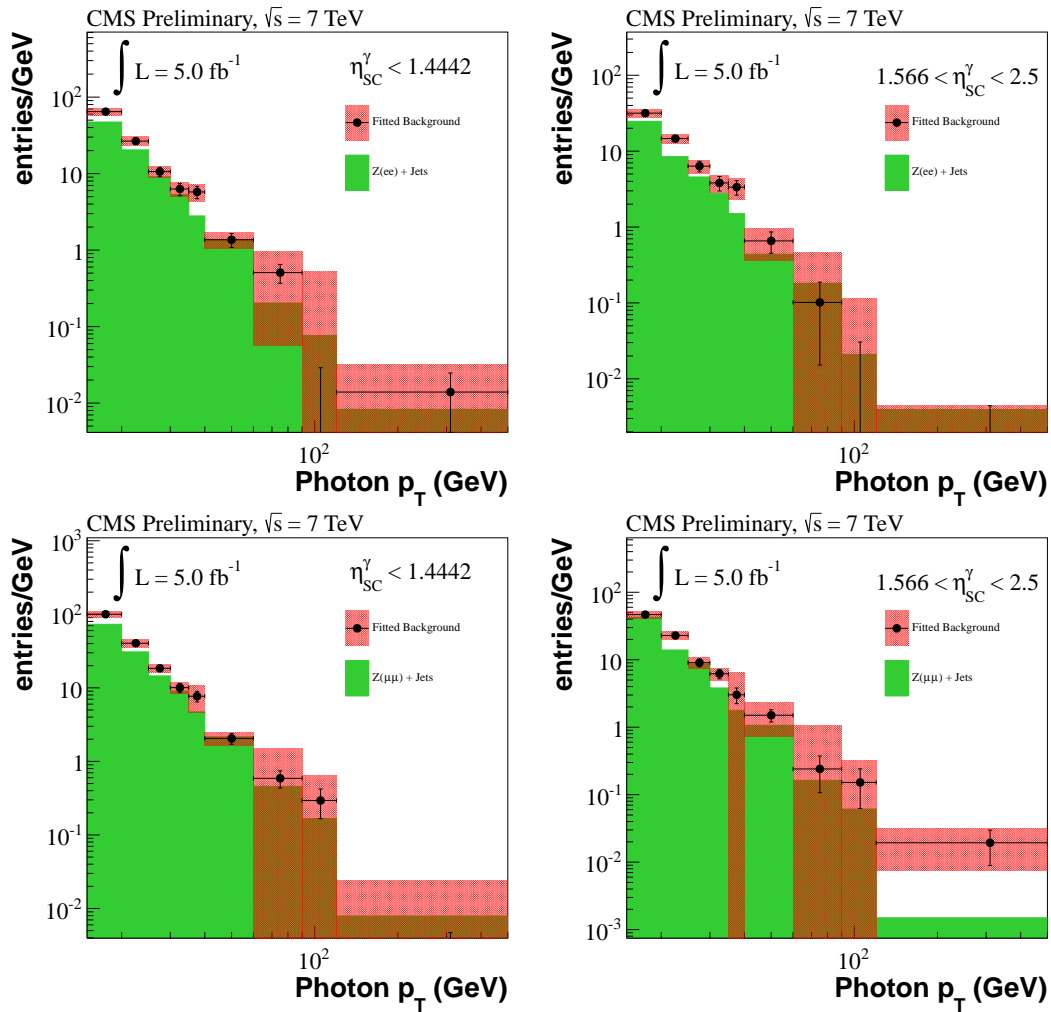 CMS Preliminary, √s = 7 TeV
entries/GeV
∫ L = 5.0 fb⁻¹
η^γ_SC < 1.4442
Fitted Background
Z(ee) + Jets
10²
10
1
10⁻¹
10⁻²
10²
Photon p_T (GeV)
CMS Preliminary, √s = 7 TeV
entries/GeV
∫ L = 5.0 fb⁻¹
1.566 < η^γ_SC < 2.5
Fitted Background
Z(ee) + Jets
10²
10
1
10⁻¹
10⁻²
10²
Photon p_T (GeV)
CMS Preliminary, √s = 7 TeV
entries/GeV
∫ L = 5.0 fb⁻¹
η^γ_SC < 1.4442
Fitted Background
Z(μμ) + Jets
10³
10²
10
1
10⁻¹
10⁻²
10²
Photon p_T (GeV)
CMS Preliminary, √s = 7 TeV
entries/GeV
∫ L = 5.0 fb⁻¹
1.566 < η^γ_SC < 2.5
Fitted Background
Z(μμ) + Jets
10²
10
1
10⁻¹
10⁻²
10⁻³
10²
Photon p_T (GeV)